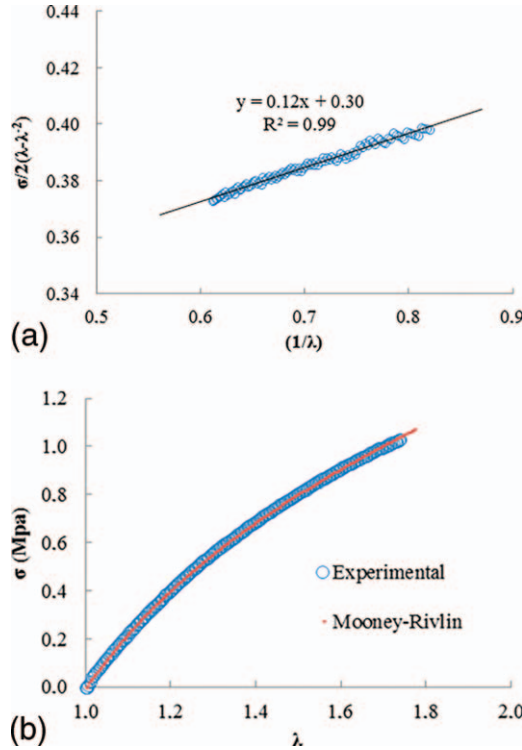 0.44
0.42
0.40
0.38
0.36
0.34
σ/2(λ-λ⁻²)
y = 0.12x + 0.30
R² = 0.99
0.5 0.6 0.7 0.8 0.9
(1/λ)
(a)
1.2
1.0
0.8
0.6
0.4
0.2
0.0
σ (Mpa)
Experimental
Mooney-Rivlin
1.0 1.2 1.4 1.6 1.8 2.0
λ
(b)